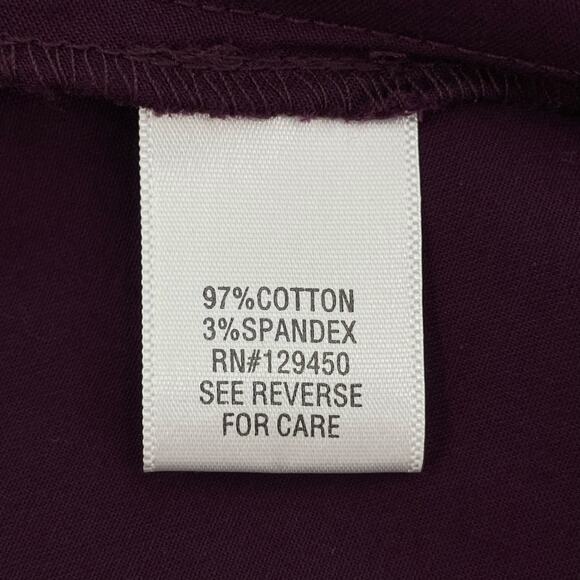 97%COTTON
3%SPANDEX
RN#129450
SEE REVERSE
FOR CARE